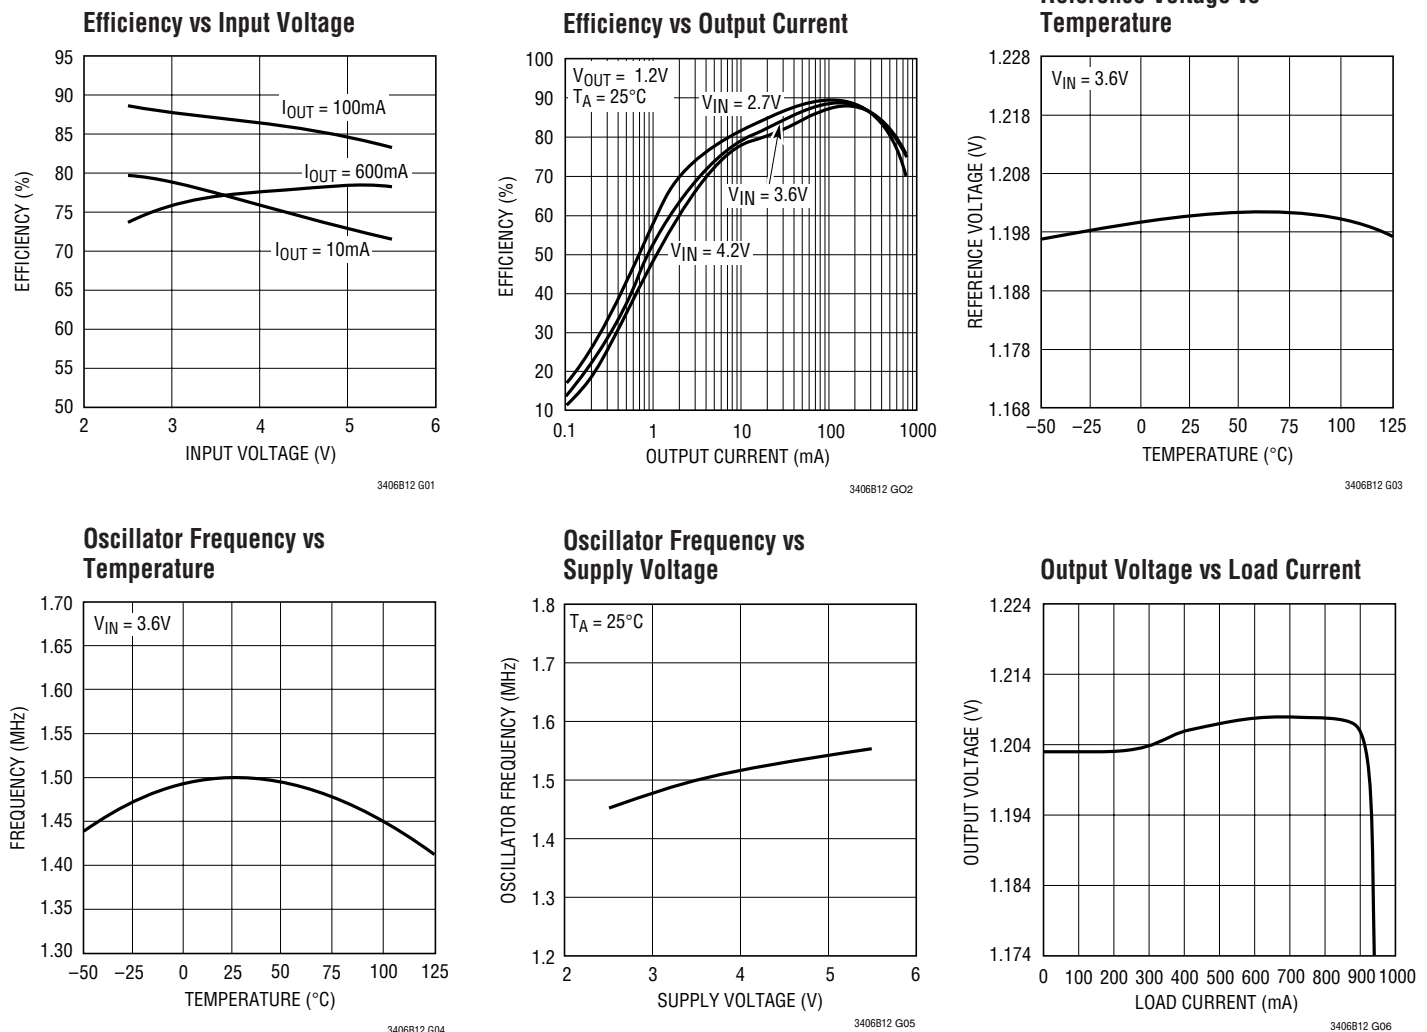 Efficiency vs Input Voltage
95
90
85
80
75
70
65
60
55
50
EFFICIENCY (%)
IOUT = 100mA
IOUT = 600mA
IOUT = 10mA
2 3 4 5 6
INPUT VOLTAGE (V)
3406B12 G01
Efficiency vs Output Current
100
90
80
70
60
50
40
30
20
10
EFFICIENCY (%)
VOUT = 1.2V
TA = 25°C
VIN = 2.7V
VIN = 3.6V
VIN = 4.2V
0.1 1 10 100 1000
OUTPUT CURRENT (mA)
3406B12 GO2
Reference Voltage vs
Temperature
1.228
1.218
1.208
1.198
1.188
1.178
1.168
REFERENCE VOLTAGE (V)
VIN = 3.6V
–50 –25 0 25 50 75 100 125
TEMPERATURE (°C)
3406B12 G03
Oscillator Frequency vs
Temperature
1.70
1.65
1.60
1.55
1.50
1.45
1.40
1.35
1.30
FREQUENCY (MHz)
VIN = 3.6V
–50 –25 0 25 50 75 100 125
TEMPERATURE (°C)
3406B12 G04
Oscillator Frequency vs
Supply Voltage
1.8
1.7
1.6
1.5
1.4
1.3
1.2
OSCILLATOR FREQUENCY (MHz)
TA = 25°C
2 3 4 5 6
SUPPLY VOLTAGE (V)
3406B12 G05
Output Voltage vs Load Current
1.224
1.214
1.204
1.194
1.184
1.174
OUTPUT VOLTAGE (V)
0 100 200 300 400 500 600 700 800 900 1000
LOAD CURRENT (mA)
3406B12 G06